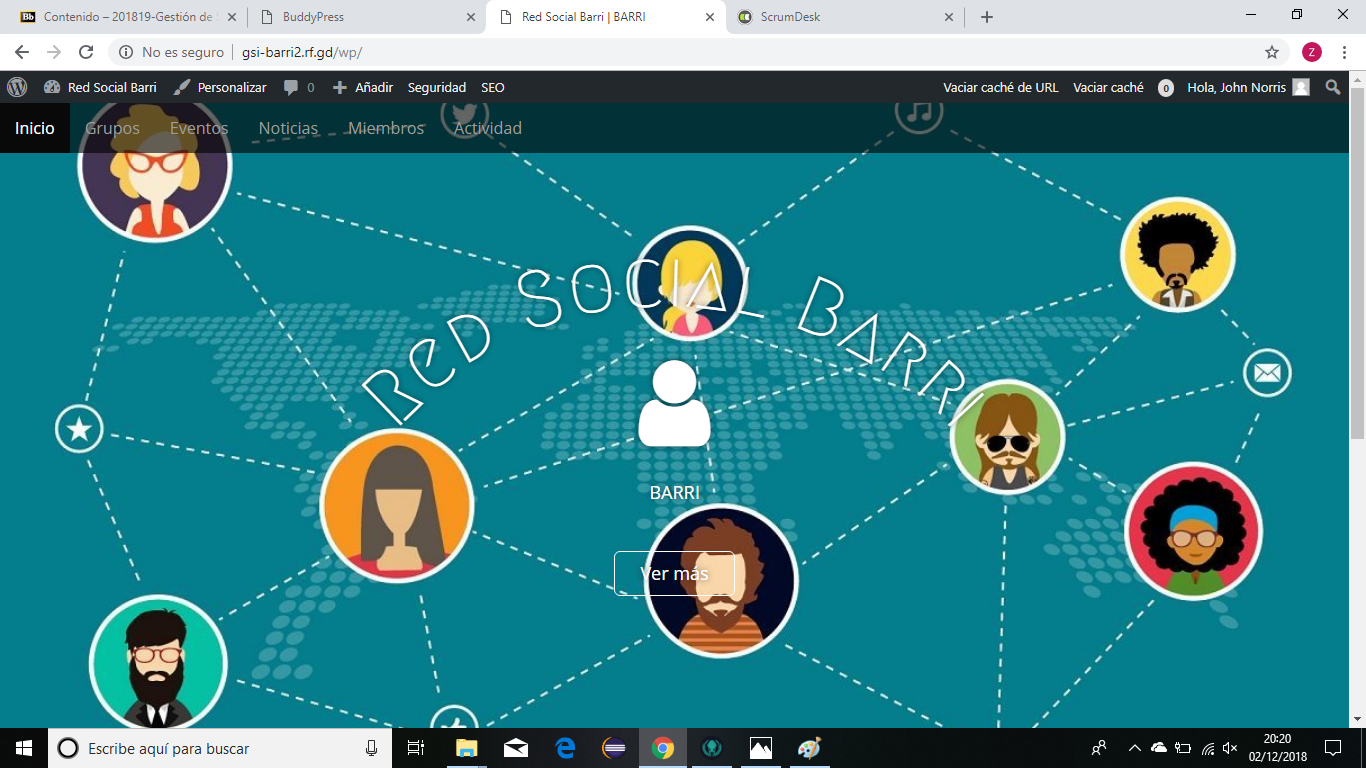 Contenido – 201819-Gestión de
BuddyPress
Red Social Barri | BARRI
ScrumDesk
No es seguro | gsi-barri2.rf.gd/wp/
Z
Red Social Barri Personalizar 0 Añadir Seguridad SEO Vaciar caché de URL Vaciar caché 0 Hola, John Norris
Inicio Grupos Eventos Noticias Miembros Actividad
Red Social Barri
BARRI
Ver más
Escribe aquí para buscar
20:20
02/12/2018